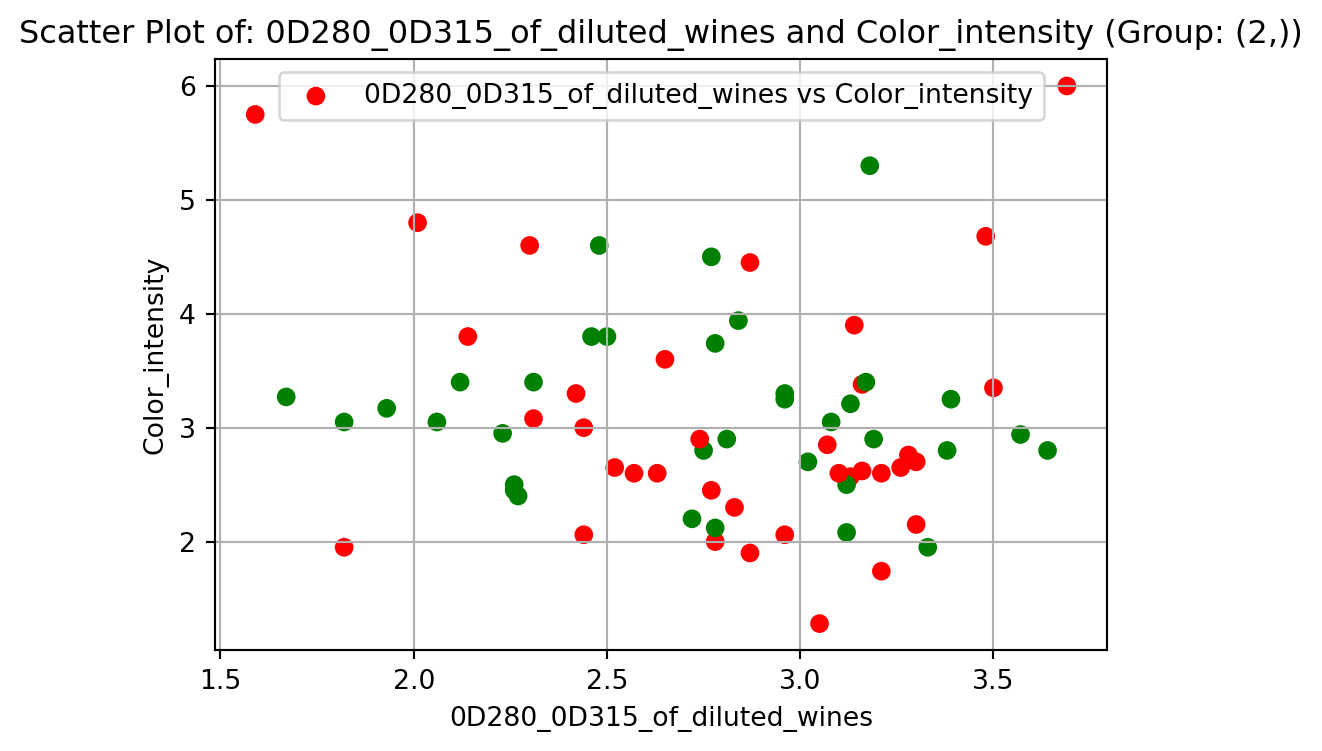 Scatter Plot of: 0D280_0D315_of_diluted_wines and Color_intensity (Group: (2,))
0D280_0D315_of_diluted_wines vs Color_intensity
6
5
4
3
2
Color_intensity
1.5 2.0 2.5 3.0 3.5
0D280_0D315_of_diluted_wines